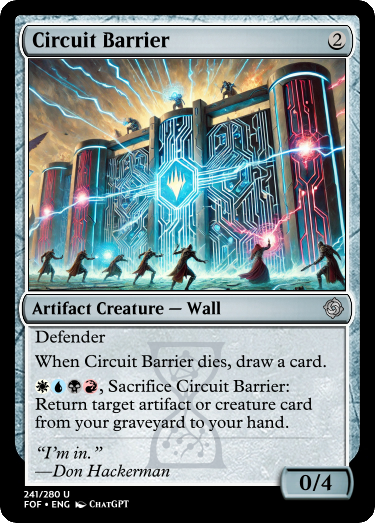 Circuit Barrier 2
Artifact Creature — Wall
Defender
When Circuit Barrier dies, draw a card.
, Sacrifice Circuit Barrier:
Return target artifact or creature card
from your graveyard to your hand.
“I’m in.”
—Don Hackerman
0/4
241/280 U
FOF • ENG ChatGPT